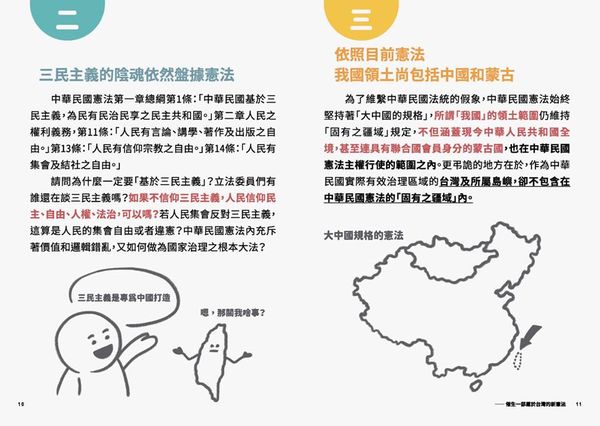 二
三民主義的陰魂依然盤據憲法
中華民國憲法第一章總綱第1條：「中華民國基於三
民主義，為民有民治民享之民主共和國。」第二章人民之
權利義務，第11條：「人民有言論、講學、著作及出版之自
由。」第13條：「人民有信仰宗教之自由。」第14條：「人民有
集會及結社之自由。」
請問為什麼一定要「基於三民主義」？立法委員們有
誰還在談三民主義嗎？如果不信仰三民主義，人民信仰民
主、自由、人權、法治，可以嗎？若人民集會反對三民主義，
這算是人民的集會自由或者違憲？中華民國憲法內充斥
著價值和邏輯錯亂，又如何做為國家治理之根本大法？
三民主義是專為中國打造
嗯，那關我啥事？
10
三
依照目前憲法
我國領土尚包括中國和蒙古
為了維繫中華民國法統的假象，中華民國憲法始終
堅持著「大中國的規格」，所謂「我國」的領土範圍仍維持
「固有之疆域」規定，不但涵蓋現今中華人民共和國全
境，甚至連具有聯合國會員身分的蒙古國，也在中華民國
憲法主權行使的範圍之內。更弔詭的地方在於，作為中華
民國實際有效治理區域的台灣及所屬島嶼，卻不包含在
中華民國憲法的「固有之疆域」內。
大中國規格的憲法
——催生一部屬於台灣的新憲法 11